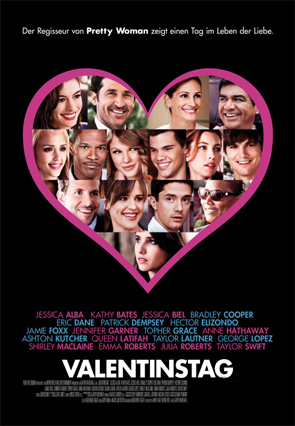 Der Regisseur von Pretty Woman zeigt einen Tag im Leben der Liebe.
JESSICA ALBA KATHY BATES JESSICA BIEL BRADLEY COOPER
ERIC DANE PATRICK DEMPSEY HECTOR ELIZONDO
JAMIE FOXX JENNIFER GARNER TOPHER GRACE ANNE HATHAWAY
ASHTON KUTCHER QUEEN LATIFAH TAYLOR LAUTNER GEORGE LOPEZ
SHIRLEY MACLAINE EMMA ROBERTS JULIA ROBERTS TAYLOR SWIFT
VALENTINSTAG